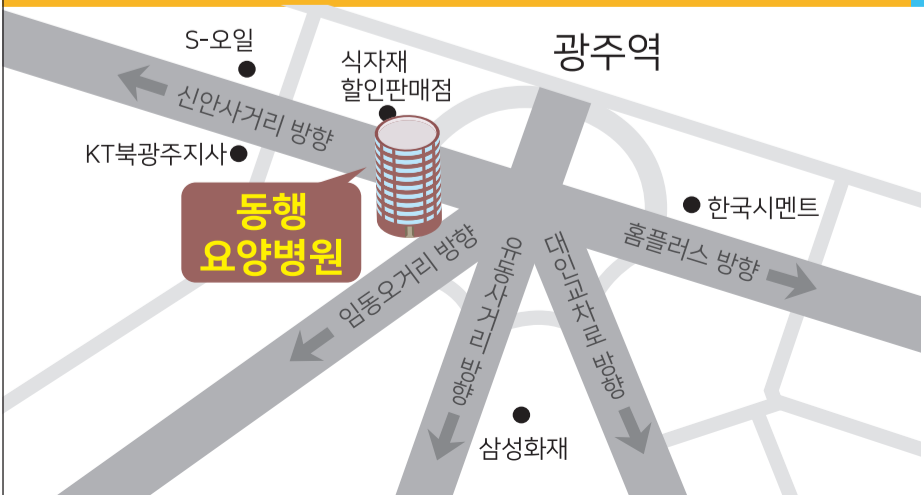 S-오일
식자재
할인판매점
광주역
신안사거리 방향
KT북광주지사
동행
요양병원
한국시멘트
홈플러스 방향
임동오거리 방향
유동사거리 방향
대인교차로 방향
삼성화재